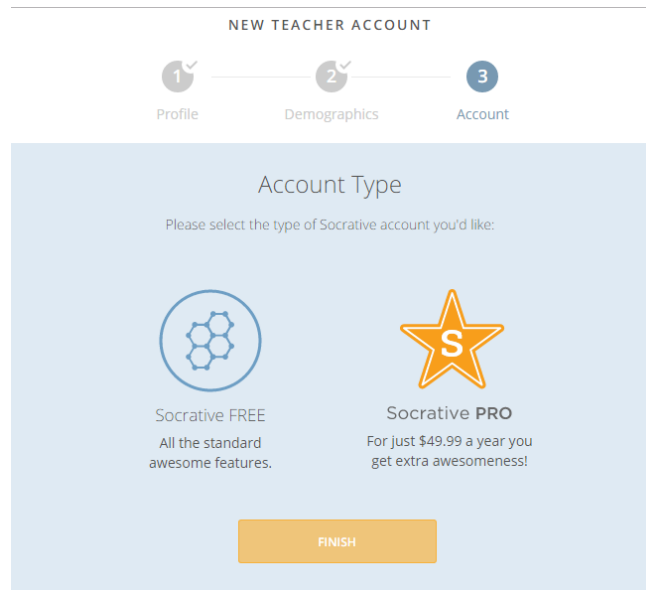 NEW TEACHER ACCOUNT
1
2
3
Profile
Demographics
Account
Account Type
Please select the type of Socrative account you'd like:
S
Socrative FREE
All the standard
awesome features.
Socrative PRO
For just $49.99 a year you
get extra awesomeness!
FINISH